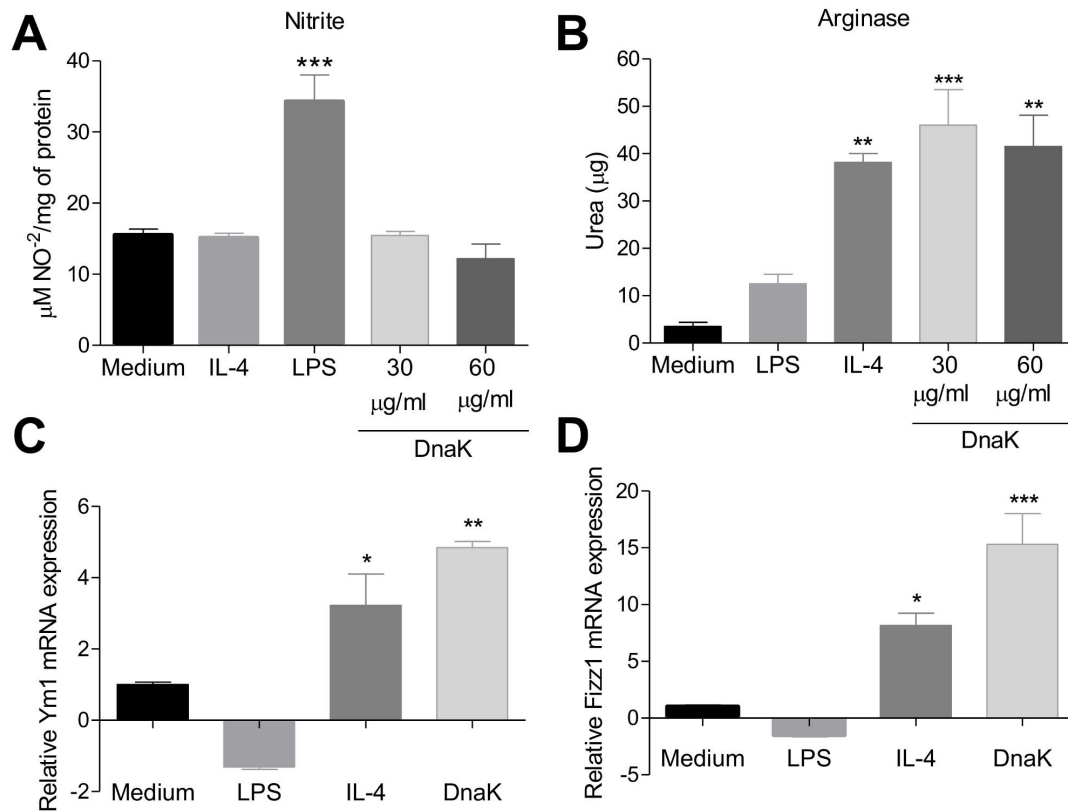 A
Nitrite
μM NO⁻²/mg of protein
40
30
20
10
0
***
Medium IL-4 LPS 30 60
μg/ml μg/ml
DnaK
B
Arginase
Urea (μg)
60
50
40
30
20
10
0
** *** **
Medium LPS IL-4 30 60
μg/ml μg/ml
DnaK
C
Relative Ym1 mRNA expression
6
4
2
0
-2
* **
Medium LPS IL-4 DnaK
D
Relative Fizz1 mRNA expression
20
15
10
5
0
-5
* ***
Medium LPS IL-4 DnaK